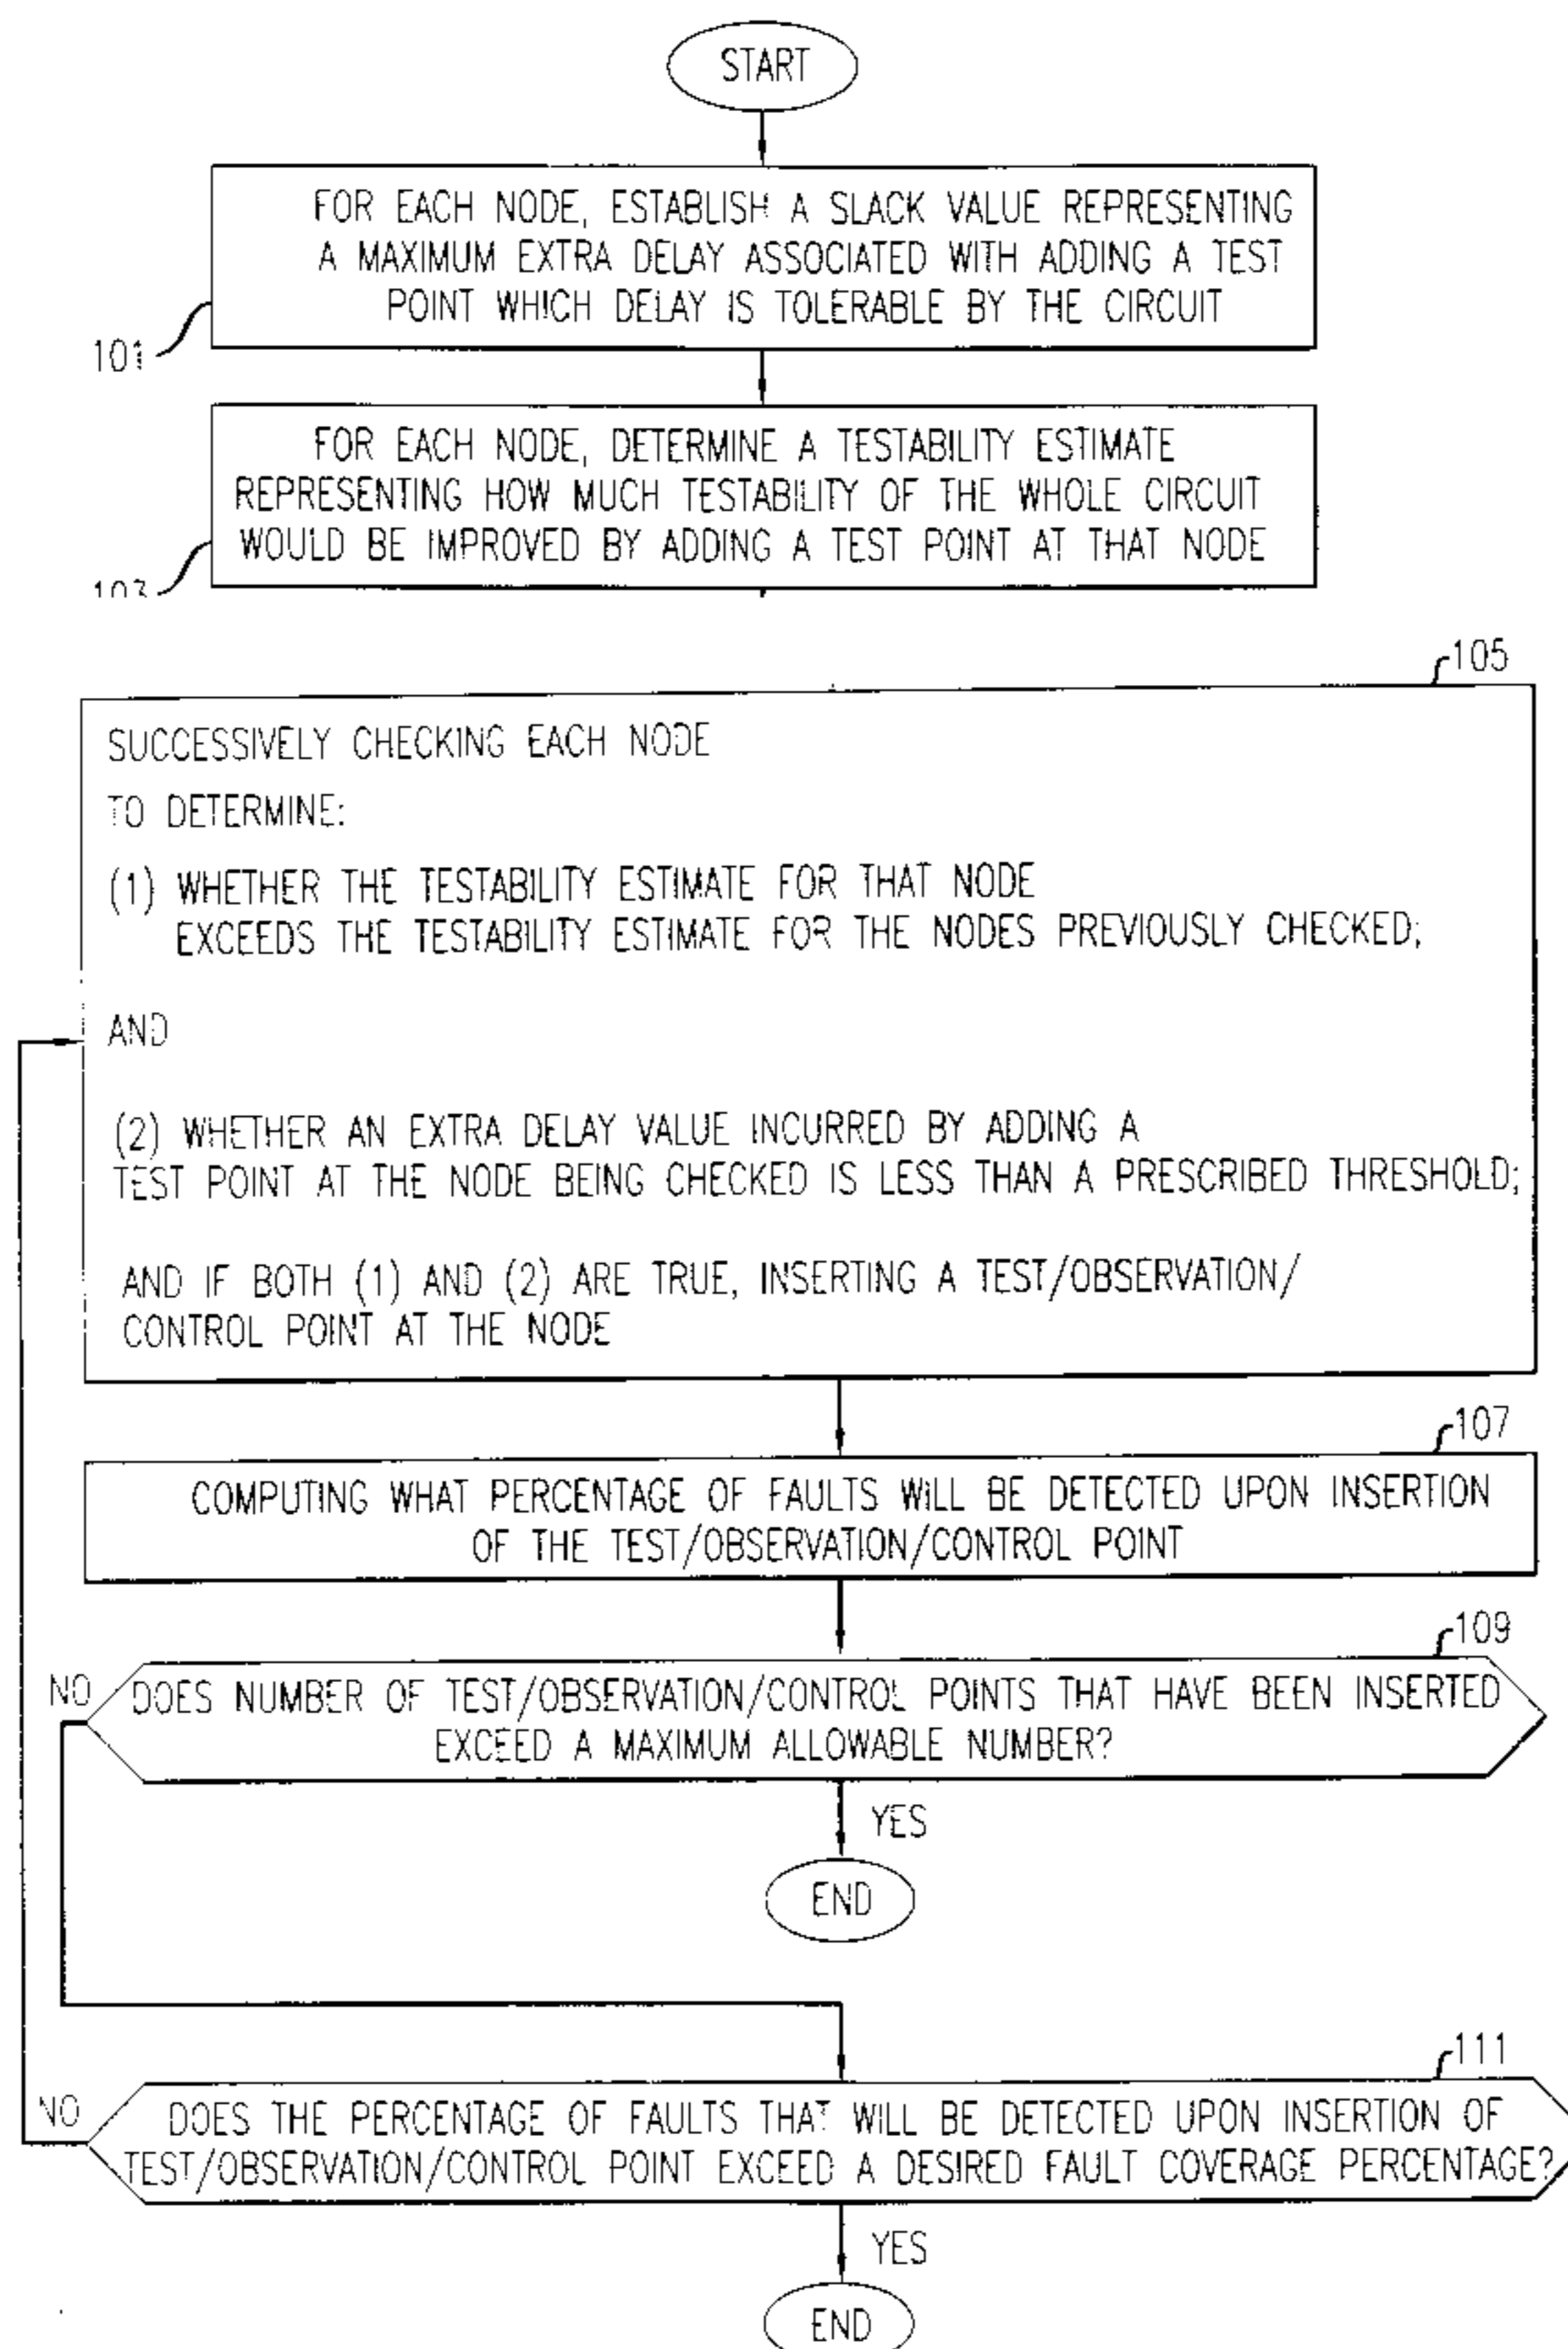 START
FOR EACH NODE, ESTABLISH A SLACK VALUE REPRESENTING
A MAXIMUM EXTRA DELAY ASSOCIATED WITH ADDING A TEST
POINT WHICH DELAY IS TOLERABLE BY THE CIRCUIT
101
FOR EACH NODE, DETERMINE A TESTABILITY ESTIMATE
REPRESENTING HOW MUCH TESTABILITY OF THE WHOLE CIRCUIT
WOULD BE IMPROVED BY ADDING A TEST POINT AT THAT NODE
103
105
SUCCESSIVELY CHECKING EACH NODE
TO DETERMINE:
(1) WHETHER THE TESTABILITY ESTIMATE FOR THAT NODE
EXCEEDS THE TESTABILITY ESTIMATE FOR THE NODES PREVIOUSLY CHECKED;
AND
(2) WHETHER AN EXTRA DELAY VALUE INCURRED BY ADDING A
TEST POINT AT THE NODE BEING CHECKED IS LESS THAN A PRESCRIBED THRESHOLD;
AND IF BOTH (1) AND (2) ARE TRUE, INSERTING A TEST/OBSERVATION/
CONTROL POINT AT THE NODE
107
COMPUTING WHAT PERCENTAGE OF FAULTS WILL BE DETECTED UPON INSERTION
OF THE TEST/OBSERVATION/CONTROL POINT
109
NO
DOES NUMBER OF TEST/OBSERVATION/CONTROL POINTS THAT HAVE BEEN INSERTED
EXCEED A MAXIMUM ALLOWABLE NUMBER?
YES
END
111
NO
DOES THE PERCENTAGE OF FAULTS THAT WILL BE DETECTED UPON INSERTION OF
TEST/OBSERVATION/CONTROL POINT EXCEED A DESIRED FAULT COVERAGE PERCENTAGE?
YES
END